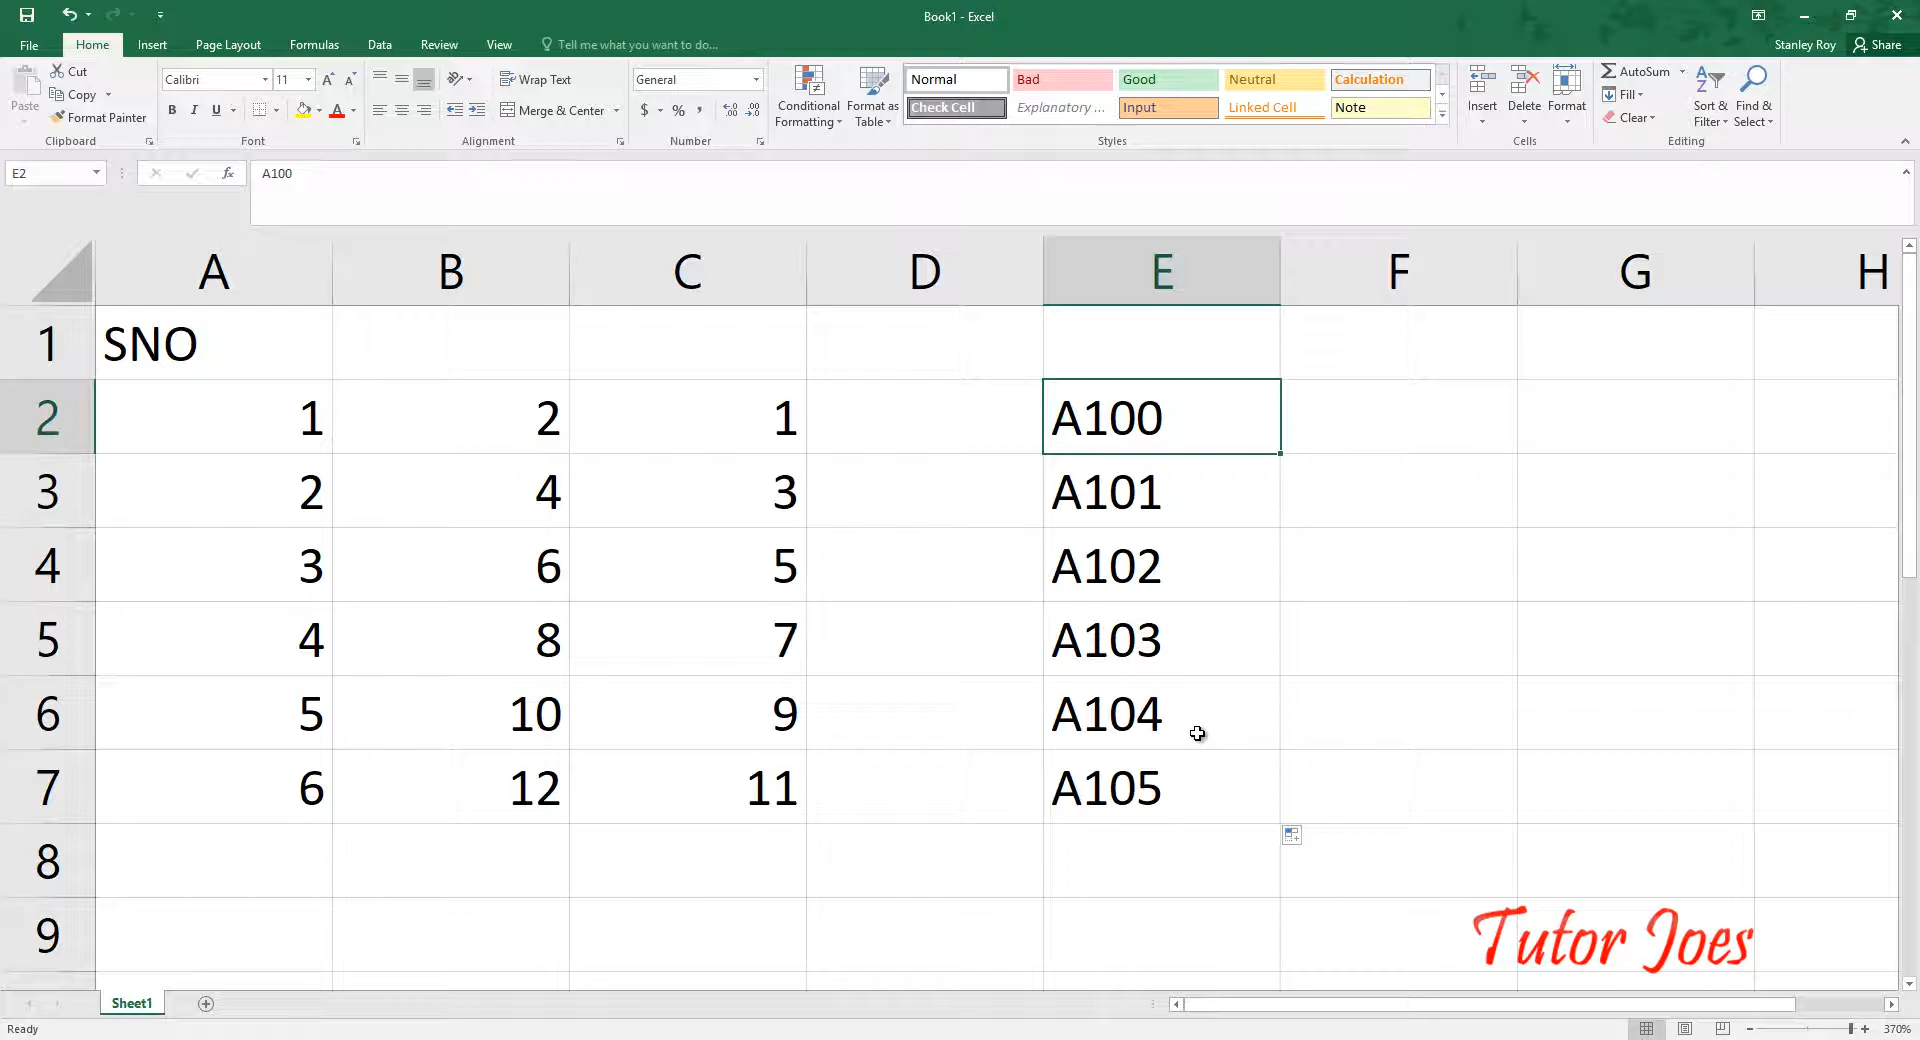 Book1 - Excel
File Home Insert Page Layout Formulas Data Review View Tell me what you want to do... Stanley Roy Share
Paste Cut Copy Format Painter
Clipboard
Calibri 11 A A
B I U A
Font
Wrap Text
Merge & Center
Alignment
General
$ % ,
Number
Conditional Formatting
Format as Table
Normal Bad Good Neutral Calculation
Check Cell Explanatory ... Input Linked Cell Note
Styles
Insert Delete Format
Cells
AutoSum
Fill
Clear
Sort & Filter
Find & Select
Editing
E2 fx A100
A B C D E F G H
1 SNO
2 1 2 1 A100
3 2 4 3 A101
4 3 6 5 A102
5 4 8 7 A103
6 5 10 9 A104
7 6 12 11 A105
8
9
Tutor Joes
Sheet1
Ready 370%